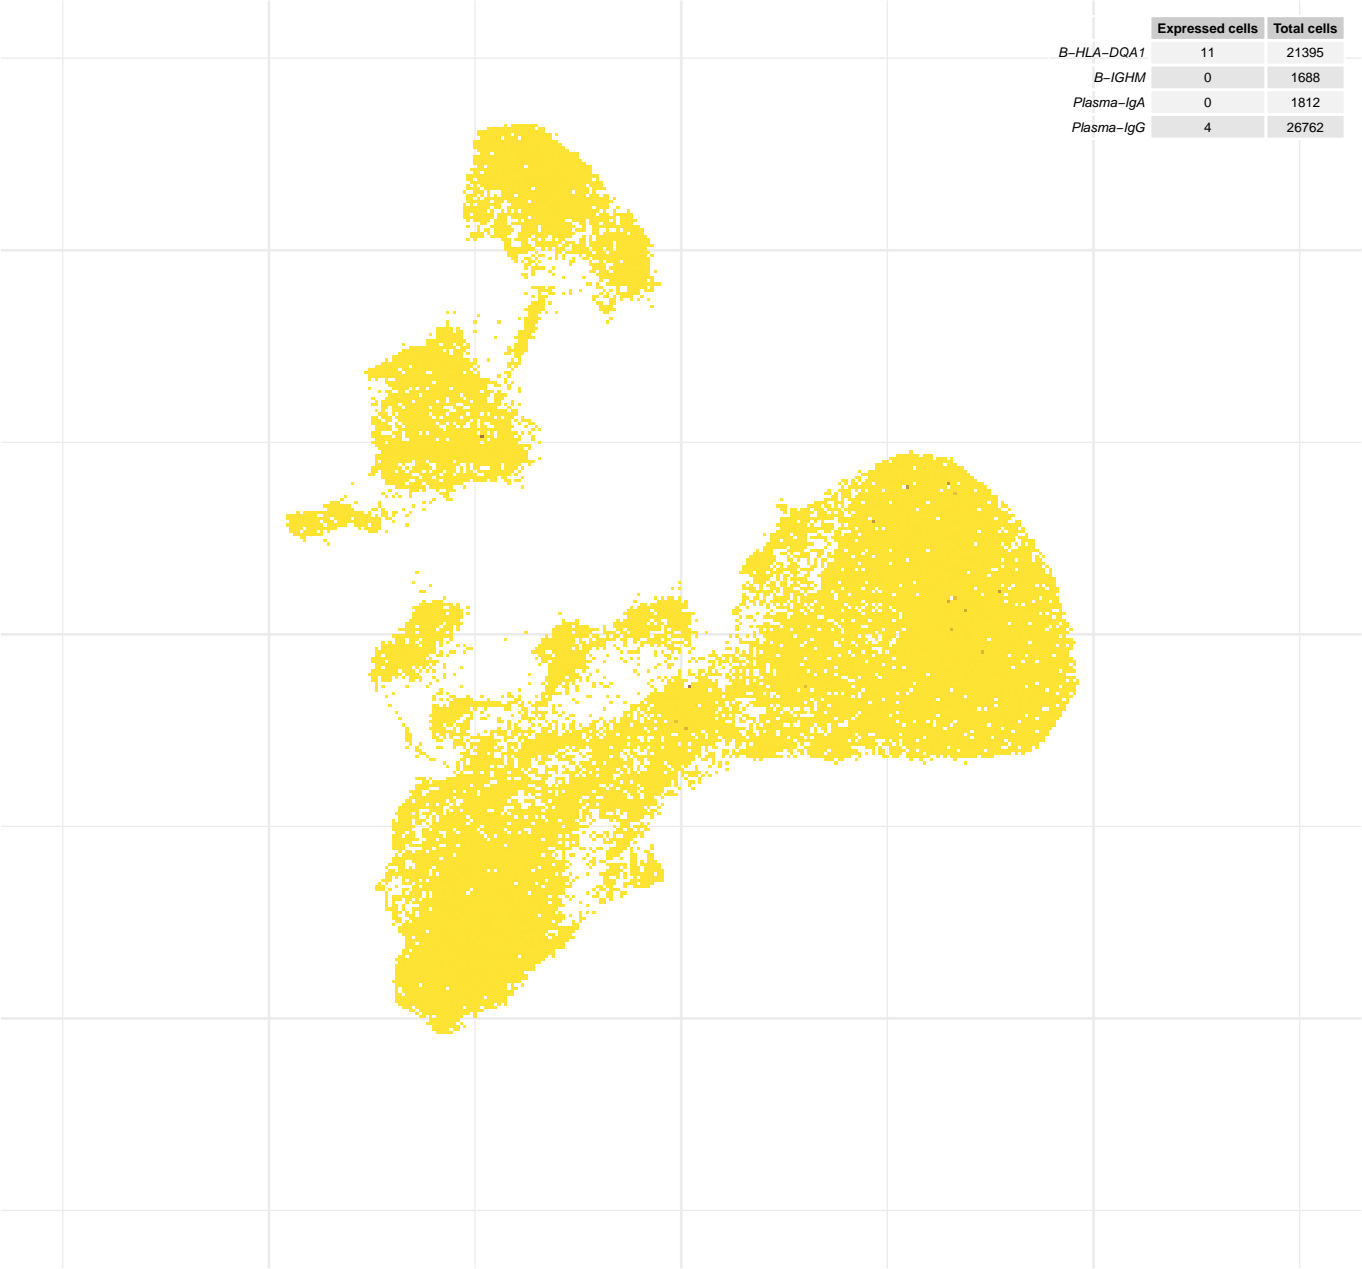 Expressed cells Total cells
B−HLA−DQA1 11 21395
B−IGHM 0 1688
Plasma−IgA 0 1812
Plasma−IgG 4 26762